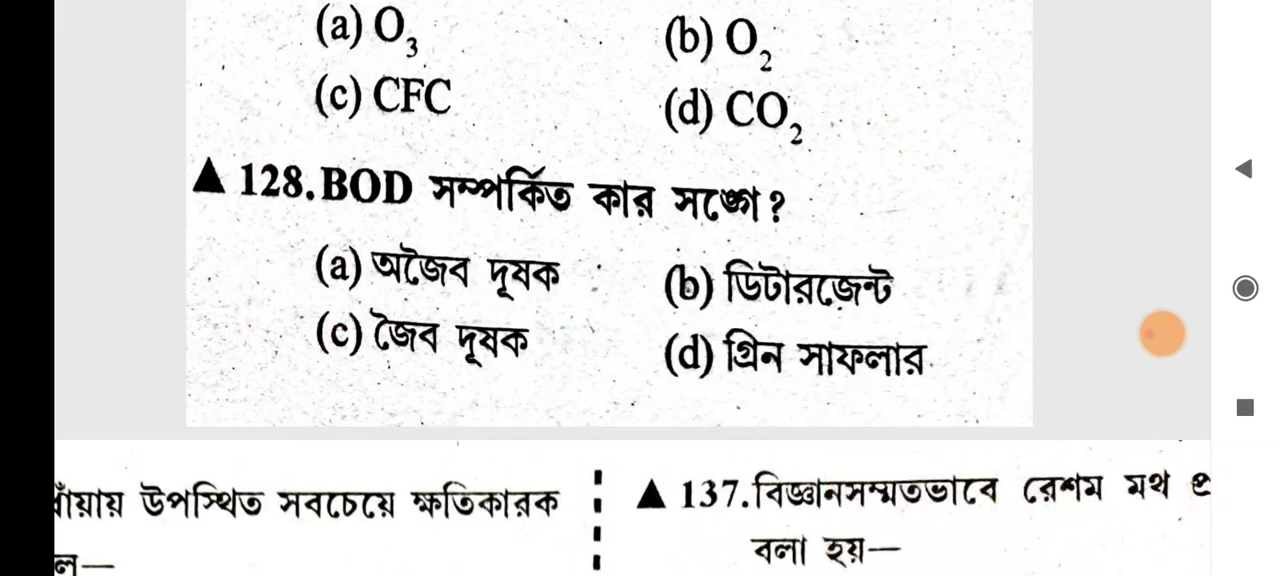 (a) O₃ (b) O₂
(c) CFC (d) CO₂
▲ 128. BOD সম্পর্কিত কার সঙ্গে?
(a) অজৈব দূষক (b) ডিটারজেন্ট
(c) জৈব দূষক (d) গ্রিন সাফলার
উপস্থিত সবচেয়ে ক্ষতিকারক
▲ 137. বিজ্ঞানসম্মতভাবে রেশম মথ
বলা হয়—